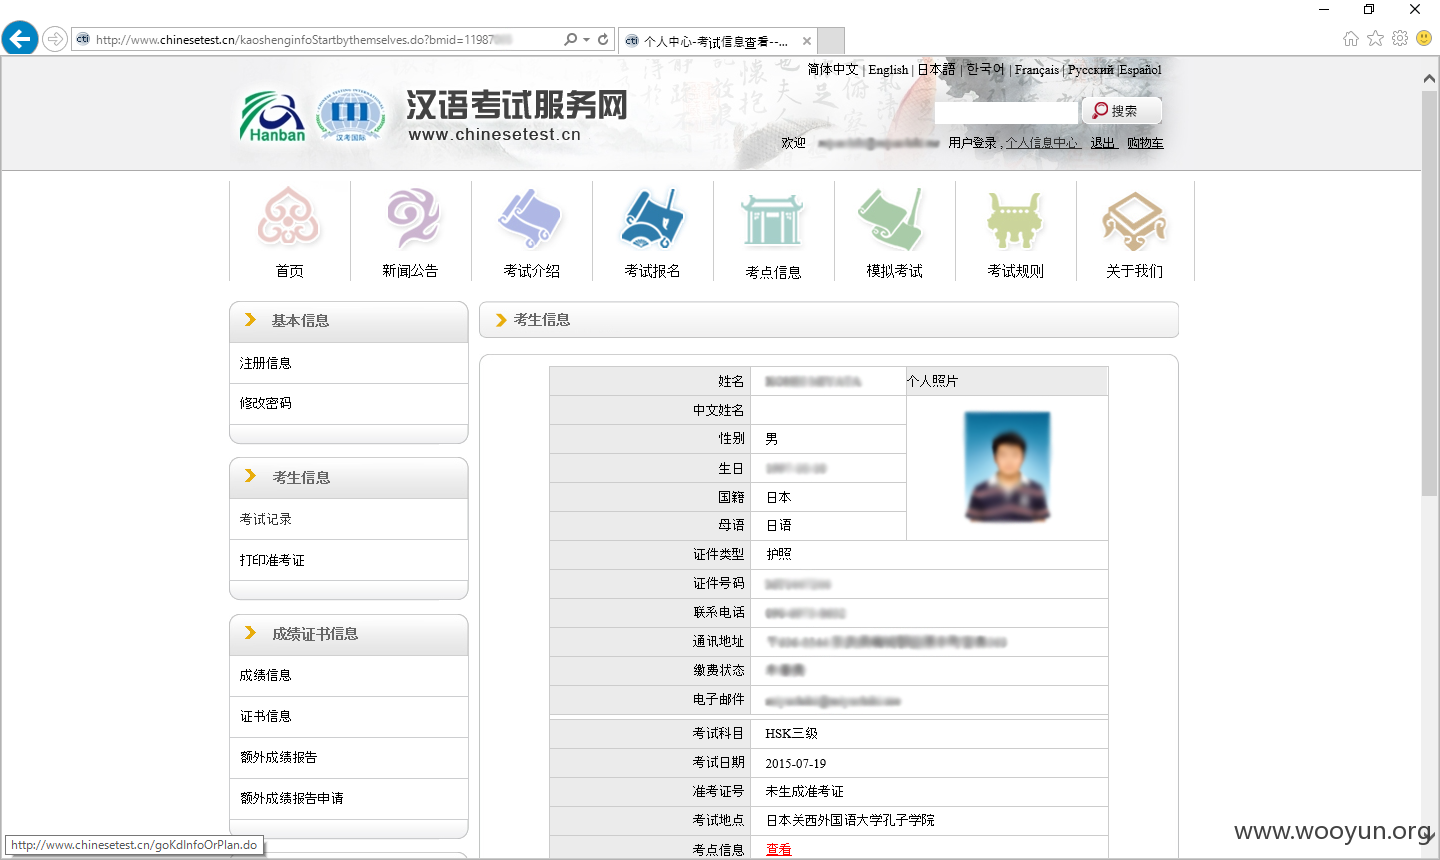 http://www.chinesetest.cn/kaoshenginfoStartbythemselves.do?bmid=11987
cti 个人中心-考试信息查看--...
简体中文 | English | 日本語 | 한국어 | Français | Русский |Español
Hanban
汉考国际
汉语考试服务网
www.chinesetest.cn
搜索
欢迎 用户登录 , 个人信息中心 退出 购物车
首页 新闻公告 考试介绍 考试报名 考点信息 模拟考试 考试规则 关于我们
基本信息
注册信息
修改密码
考生信息
考试记录
打印准考证
成绩证书信息
成绩信息
证书信息
额外成绩报告
额外成绩报告申请
考生信息
姓名 个人照片
中文姓名
性别 男
生日
国籍 日本
母语 日语
证件类型 护照
证件号码
联系电话
通讯地址
缴费状态
电子邮件
考试科目 HSK三级
考试日期 2015-07-19
准考证号 未生成准考证
考试地点 日本关西外国语大学孔子学院
考点信息 查看
http://www.chinesetest.cn/goKdInfoOrPlan.do
www.wooyun.org